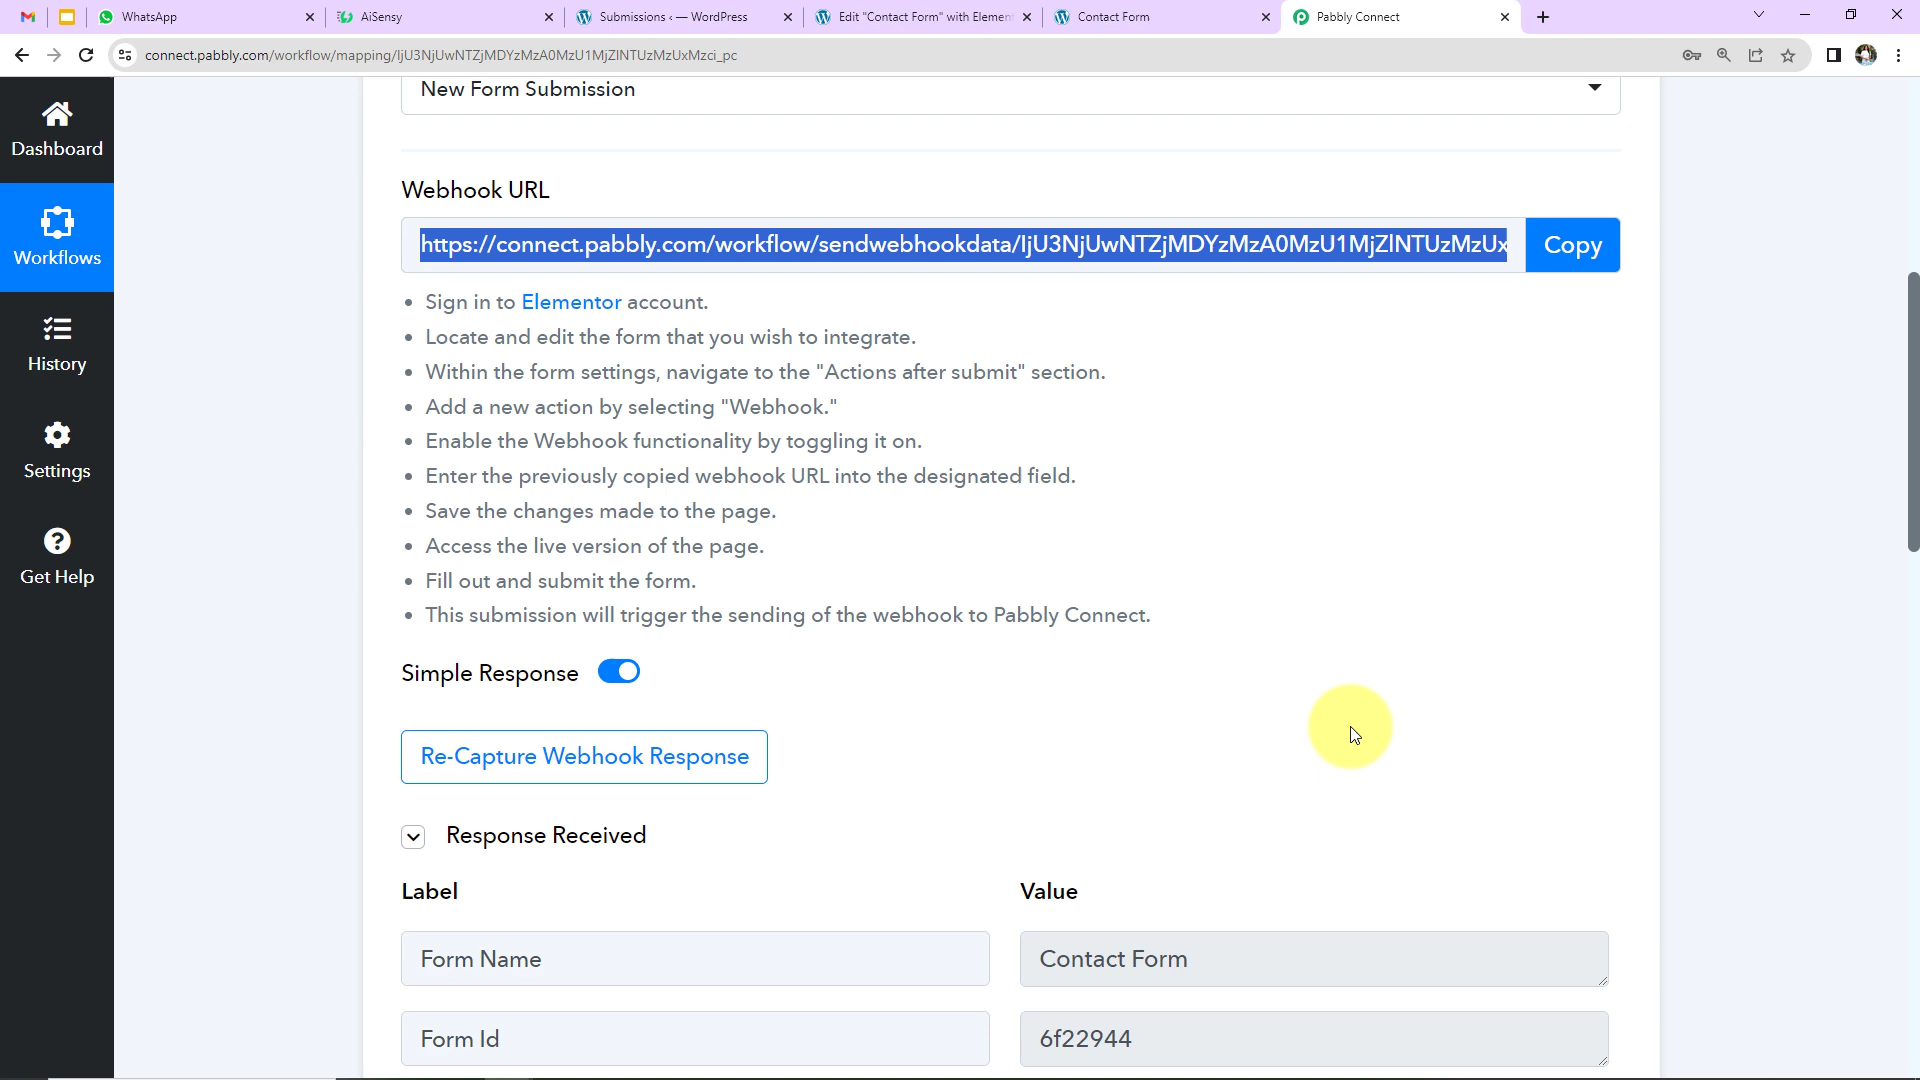 WhatsApp
AiSensy
Submissions ‹ — WordPress
Edit "Contact Form" with Elemen
Contact Form
Pabbly Connect
connect.pabbly.com/workflow/mapping/IjU3NjUwNTZjMDYzMzA0MzU1MjZlNTUzMzUxMzci_pc
Dashboard
Workflows
History
Settings
Get Help
New Form Submission
Webhook URL
https://connect.pabbly.com/workflow/sendwebhookdata/IjU3NjUwNTZjMDYzMzA0MzU1MjZlNTUzMzUx
Copy
• Sign in to Elementor account.
• Locate and edit the form that you wish to integrate.
• Within the form settings, navigate to the "Actions after submit" section.
• Add a new action by selecting "Webhook."
• Enable the Webhook functionality by toggling it on.
• Enter the previously copied webhook URL into the designated field.
• Save the changes made to the page.
• Access the live version of the page.
• Fill out and submit the form.
• This submission will trigger the sending of the webhook to Pabbly Connect.
Simple Response
Re-Capture Webhook Response
Response Received
Label
Value
Form Name
Contact Form
Form Id
6f22944